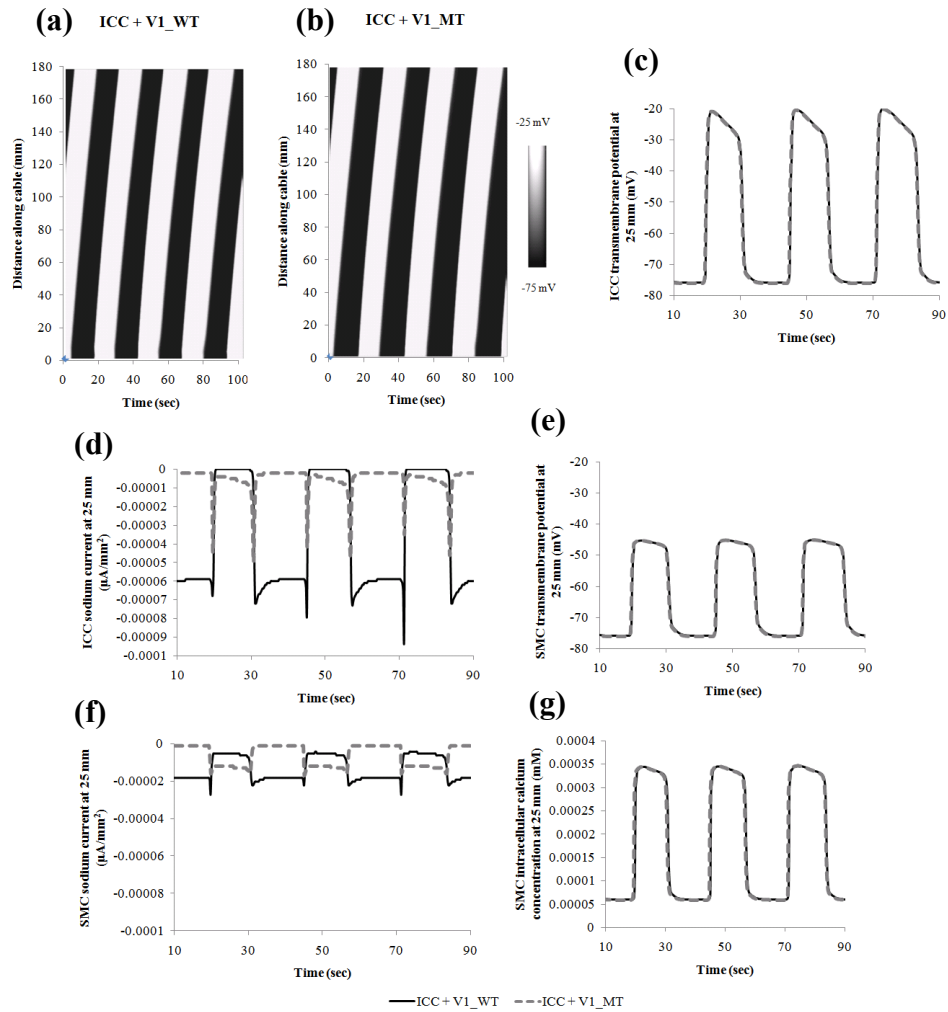 (a) ICC + V1_WT
Distance along cable (mm)
180
160
140
120
100
80
60
40
20
0
0 20 40 60 80 100
Time (sec)
(b) ICC + V1_MT
180
160
140
120
100
80
60
40
20
0
0 20 40 60 80 100
Time (sec)
-25 mV
-75 mV
(c)
ICC transmembrane potential at
25 mm (mV)
-20
-30
-40
-50
-60
-70
-80
10 30 50 70 90
Time (sec)
(d)
ICC sodium current at 25 mm
(µA/mm²)
0
-0.00001
-0.00002
-0.00003
-0.00004
-0.00005
-0.00006
-0.00007
-0.00008
-0.00009
-0.0001
10 30 50 70 90
Time (sec)
(e)
SMC transmembrane potential at
25 mm (mV)
-20
-30
-40
-50
-60
-70
-80
10 30 50 70 90
Time (sec)
(f)
SMC sodium current at 25 mm
(µA/mm²)
0
-0.00002
-0.00004
-0.00006
-0.00008
-0.0001
10 30 50 70 90
Time (sec)
(g)
SMC intracellular calcium
concentration at 25 mm (mM)
0.0004
0.00035
0.0003
0.00025
0.0002
0.00015
0.0001
0.00005
0
10 30 50 70 90
Time (sec)
ICC + V1_WT ICC + V1_MT